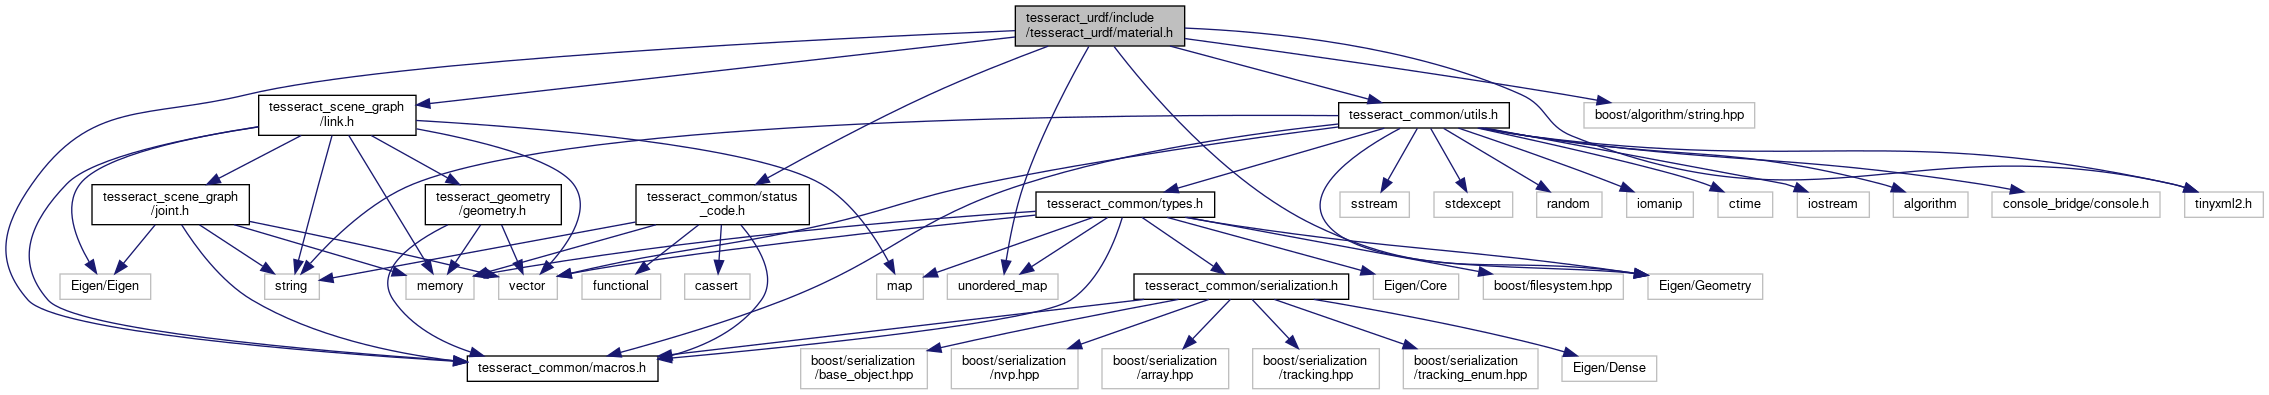 tesseract_urdf/include
/tesseract_urdf/material.h
tesseract_scene_graph
/link.h
tesseract_common/utils.h
boost/algorithm/string.hpp
tesseract_scene_graph
/joint.h
tesseract_geometry
/geometry.h
tesseract_common/status
_code.h
tesseract_common/types.h
sstream
stdexcept
random
iomanip
ctime
iostream
algorithm
console_bridge/console.h
tinyxml2.h
Eigen/Eigen
string
memory
vector
functional
cassert
map
unordered_map
tesseract_common/serialization.h
Eigen/Core
boost/filesystem.hpp
Eigen/Geometry
tesseract_common/macros.h
boost/serialization
/base_object.hpp
boost/serialization
/nvp.hpp
boost/serialization
/array.hpp
boost/serialization
/tracking.hpp
boost/serialization
/tracking_enum.hpp
Eigen/Dense